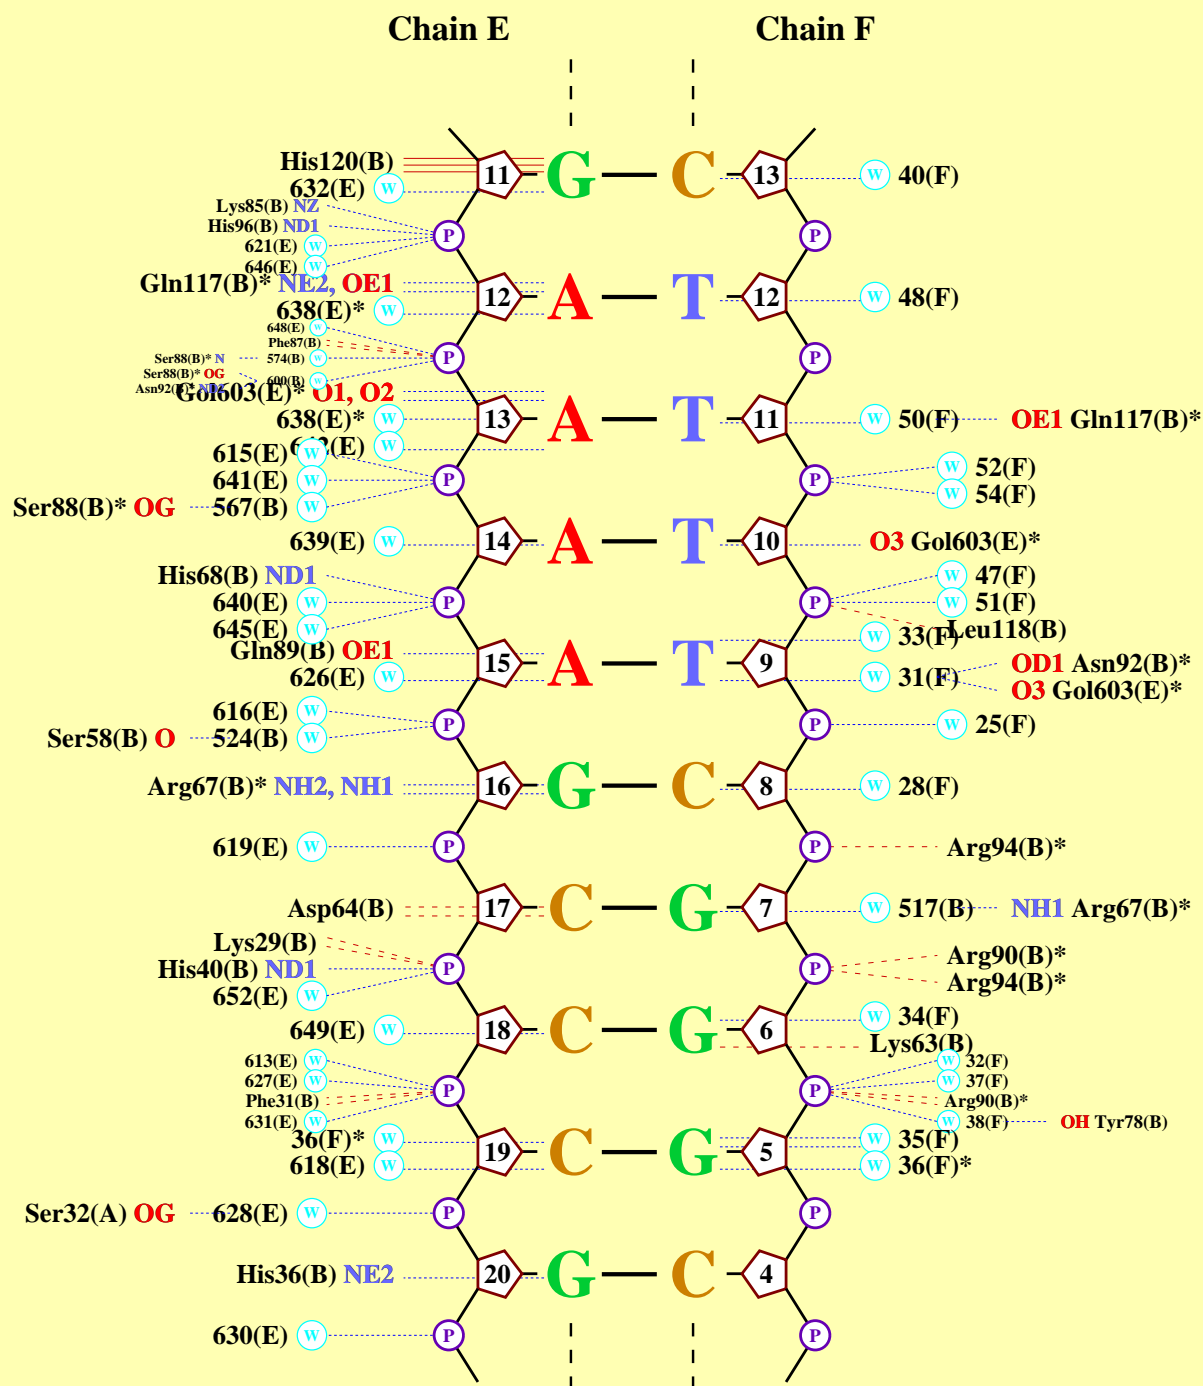 Chain E Chain F
His120(B) 11 G C 13 W 40(F)
632(E) W
Lys85(B) NZ
His96(B) ND1 P P
621(E) W
646(E) W
Gln117(B)* NE2, OE1 12 A T 12 W 48(F)
638(E)* W
648(E) W
Phe87(B)
Ser88(B)* N 574(B) W P P
Ser88(B)* OG
600(B) W
Asn92(B)* ND2
Gol603(E)* O1, O2
638(E)* W 13 A T 11 W 50(F) OE1 Gln117(B)*
642(E) W
615(E) W
52(F) W
641(E) W P P
54(F) W
Ser88(B)* OG 567(B) W
639(E) W 14 A T 10 O3 Gol603(E)*
His68(B) ND1 W 47(F)
640(E) W P P W 51(F)
645(E) W Leu118(B)
W 33(F)
Gln89(B) OE1 15 A T 9 OD1 Asn92(B)*
626(E) W W 31(F)
O3 Gol603(E)*
616(E) W
Ser58(B) O 524(B) W P P W 25(F)
Arg67(B)* NH2, NH1 16 G C 8 W 28(F)
619(E) W P P Arg94(B)*
Asp64(B) 17 C G 7 W 517(B) NH1 Arg67(B)*
Lys29(B) Arg90(B)*
His40(B) ND1 P P
652(E) W Arg94(B)*
W 34(F)
649(E) W 18 C G 6
Lys63(B)
613(E) W W 32(F)
627(E) W P P W 37(F)
Phe31(B) Arg90(B)*
631(E) W W 38(F) OH Tyr78(B)
36(F)* W 19 C G 5 W 35(F)
618(E) W W 36(F)*
Ser32(A) OG 628(E) W P P
His36(B) NE2 20 G C 4
630(E) W P P